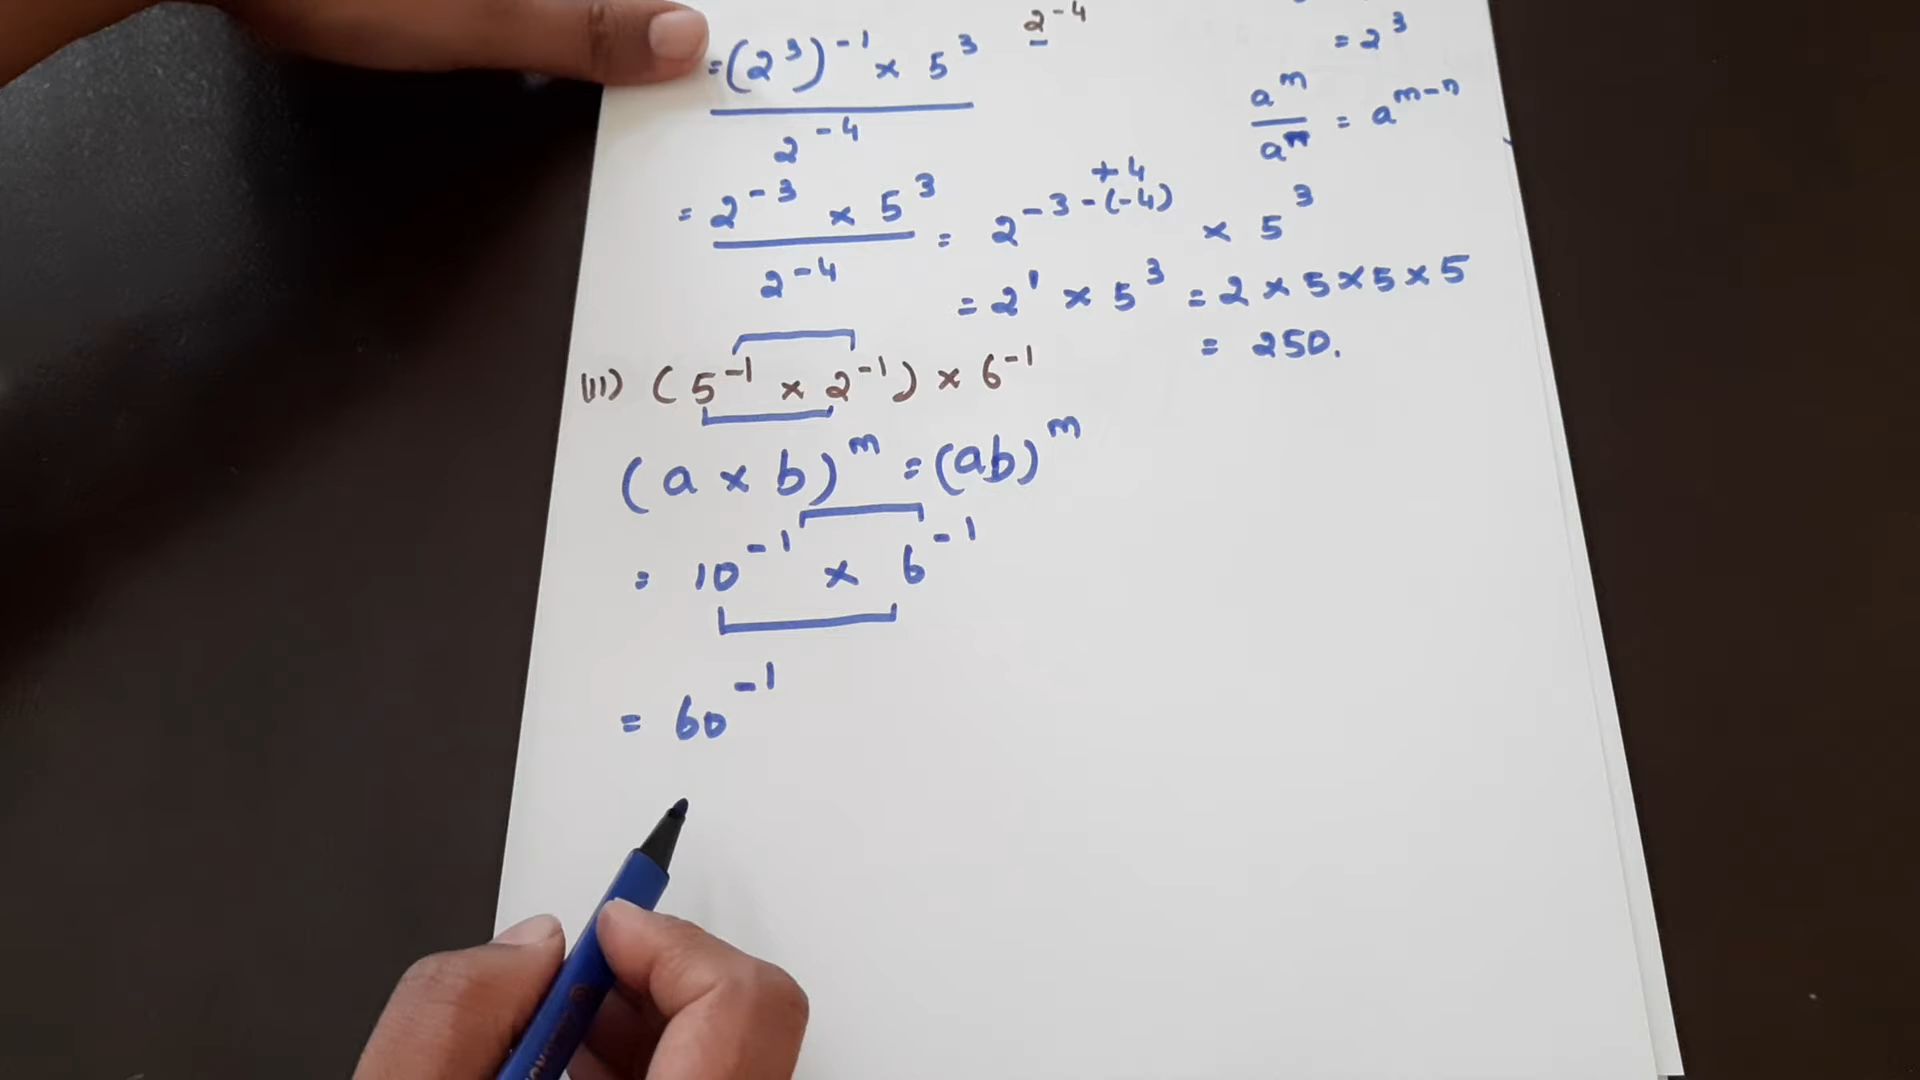 2⁻⁴
= 2³
= (2³)⁻¹ × 5³
2⁻⁴
aᵐ / aⁿ = aᵐ⁻ⁿ
+4
= 2⁻³ × 5³ / 2⁻⁴ = 2⁻³⁻⁽⁻⁴⁾ × 5³
= 2¹ × 5³ = 2 × 5 × 5 × 5
= 250.
(11) (5⁻¹ × 2⁻¹) × 6⁻¹
(a × b)ᵐ = (ab)ᵐ
= 10⁻¹ × 6⁻¹
= 60⁻¹